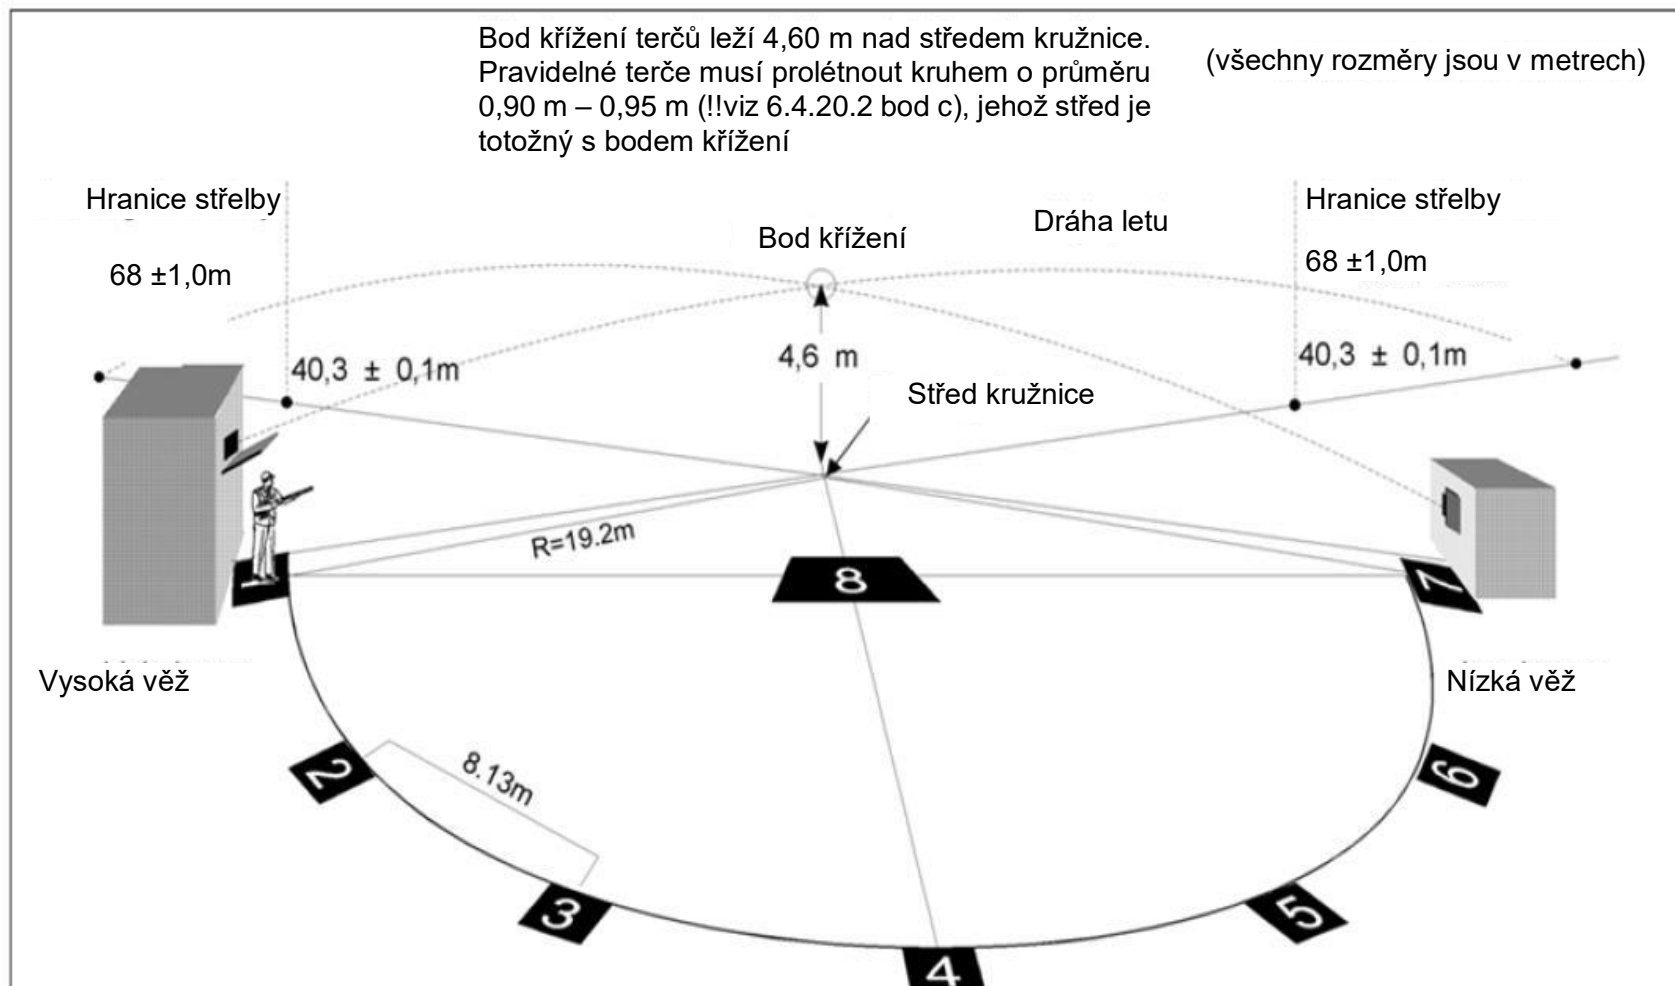 Bod křížení terčů leží 4,60 m nad středem kružnice.
Pravidelné terče musí prolétnout kruhem o průměru
0,90 m – 0,95 m (!!viz 6.4.20.2 bod c), jehož střed je
totožný s bodem křížení
(všechny rozměry jsou v metrech)
Hranice střelby
68 ±1,0m
Bod křížení
Dráha letu
Hranice střelby
68 ±1,0m
40,3 ± 0,1m
4,6 m
40,3 ± 0,1m
Střed kružnice
R=19.2m
1
8
7
Vysoká věž
Nízká věž
2
8.13m
6
3
5
4